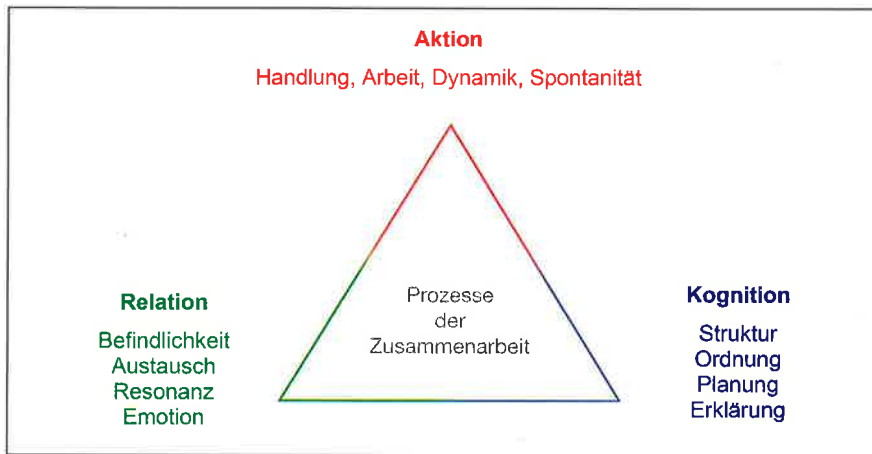 Aktion
Handlung, Arbeit, Dynamik, Spontanität
Relation
Befindlichkeit
Austausch
Resonanz
Emotion
Prozesse
der
Zusammenarbeit
Kognition
Struktur
Ordnung
Planung
Erklärung